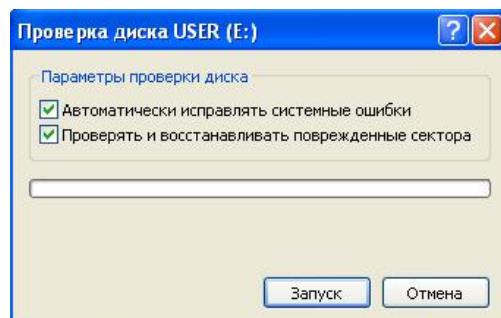 Проверка диска USER (E:)
Параметры проверки диска
Автоматически исправлять системные ошибки
Проверять и восстанавливать поврежденные сектора
Запуск
Отмена